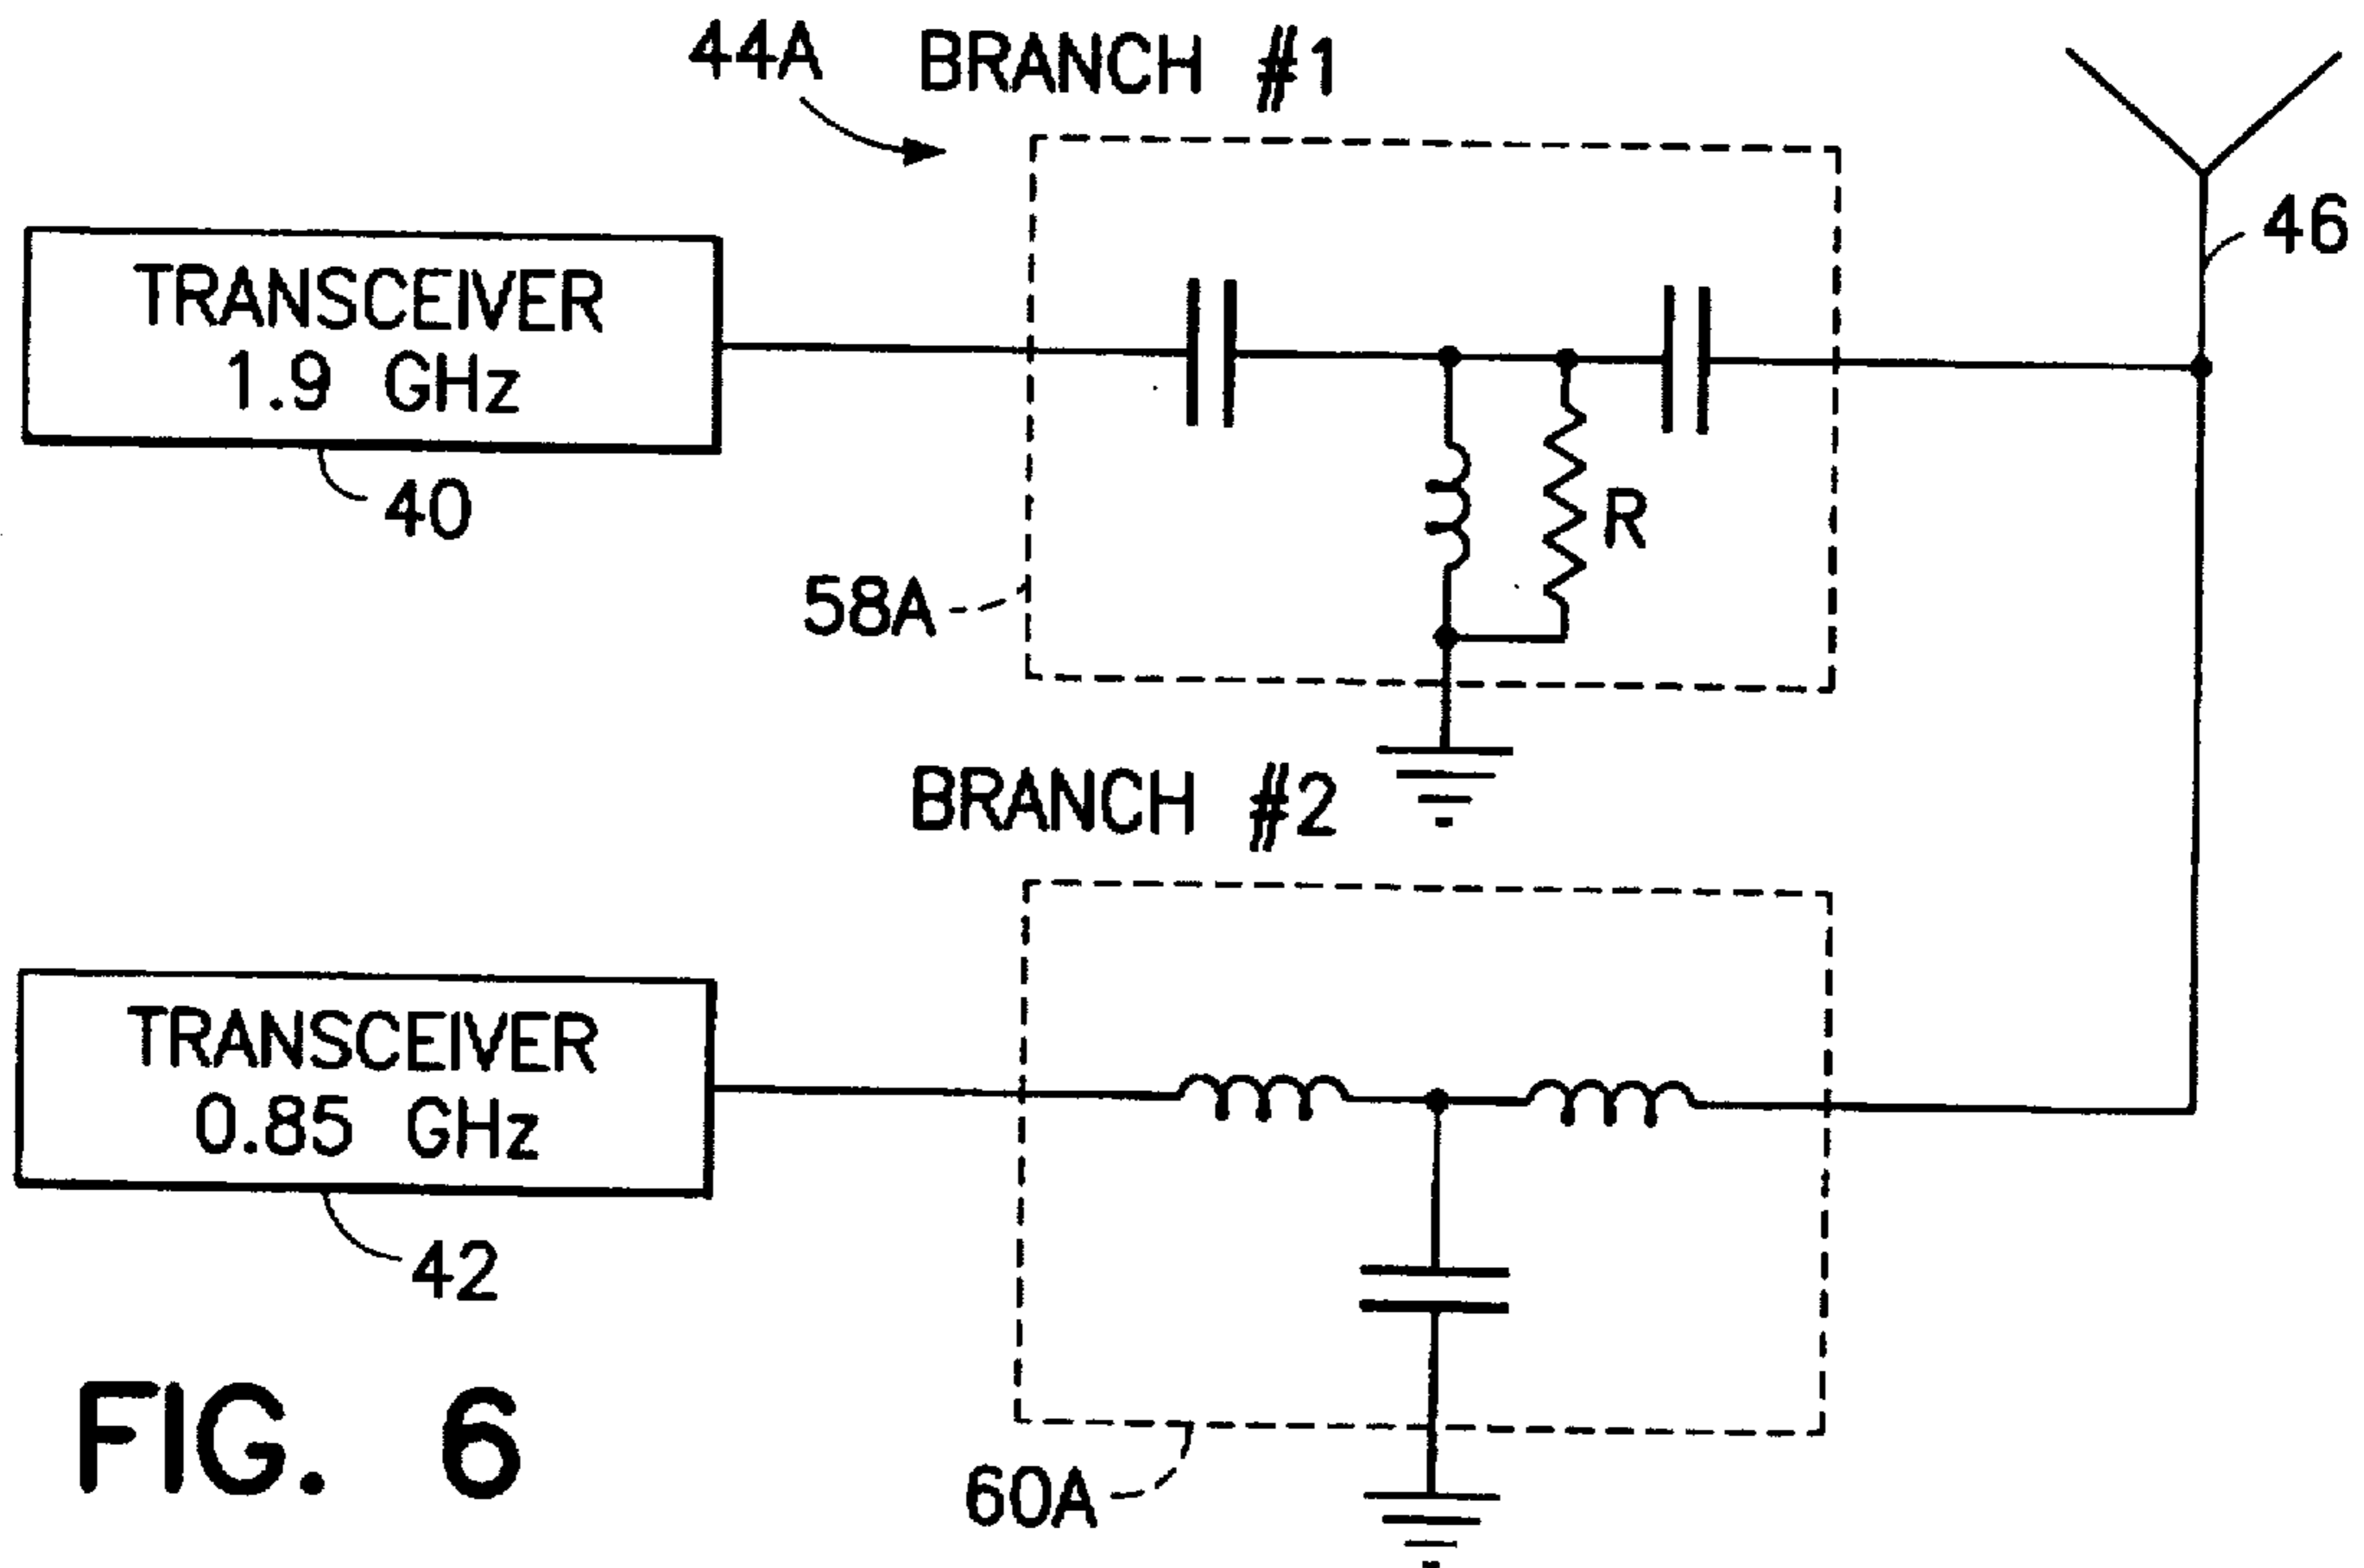 44A
BRANCH #1
46
TRANSCEIVER
1.9 GHz
40
R
58A
BRANCH #2
TRANSCEIVER
0.85 GHz
42
60A
FIG. 6